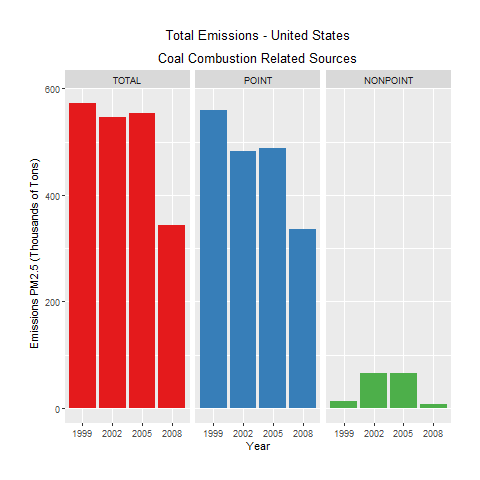 Total Emissions - United States
Coal Combustion Related Sources
TOTAL POINT NONPOINT
600
400
200
0
Emissions PM2.5 (Thousands of Tons)
1999 2002 2005 2008 1999 2002 2005 2008 1999 2002 2005 2008
Year